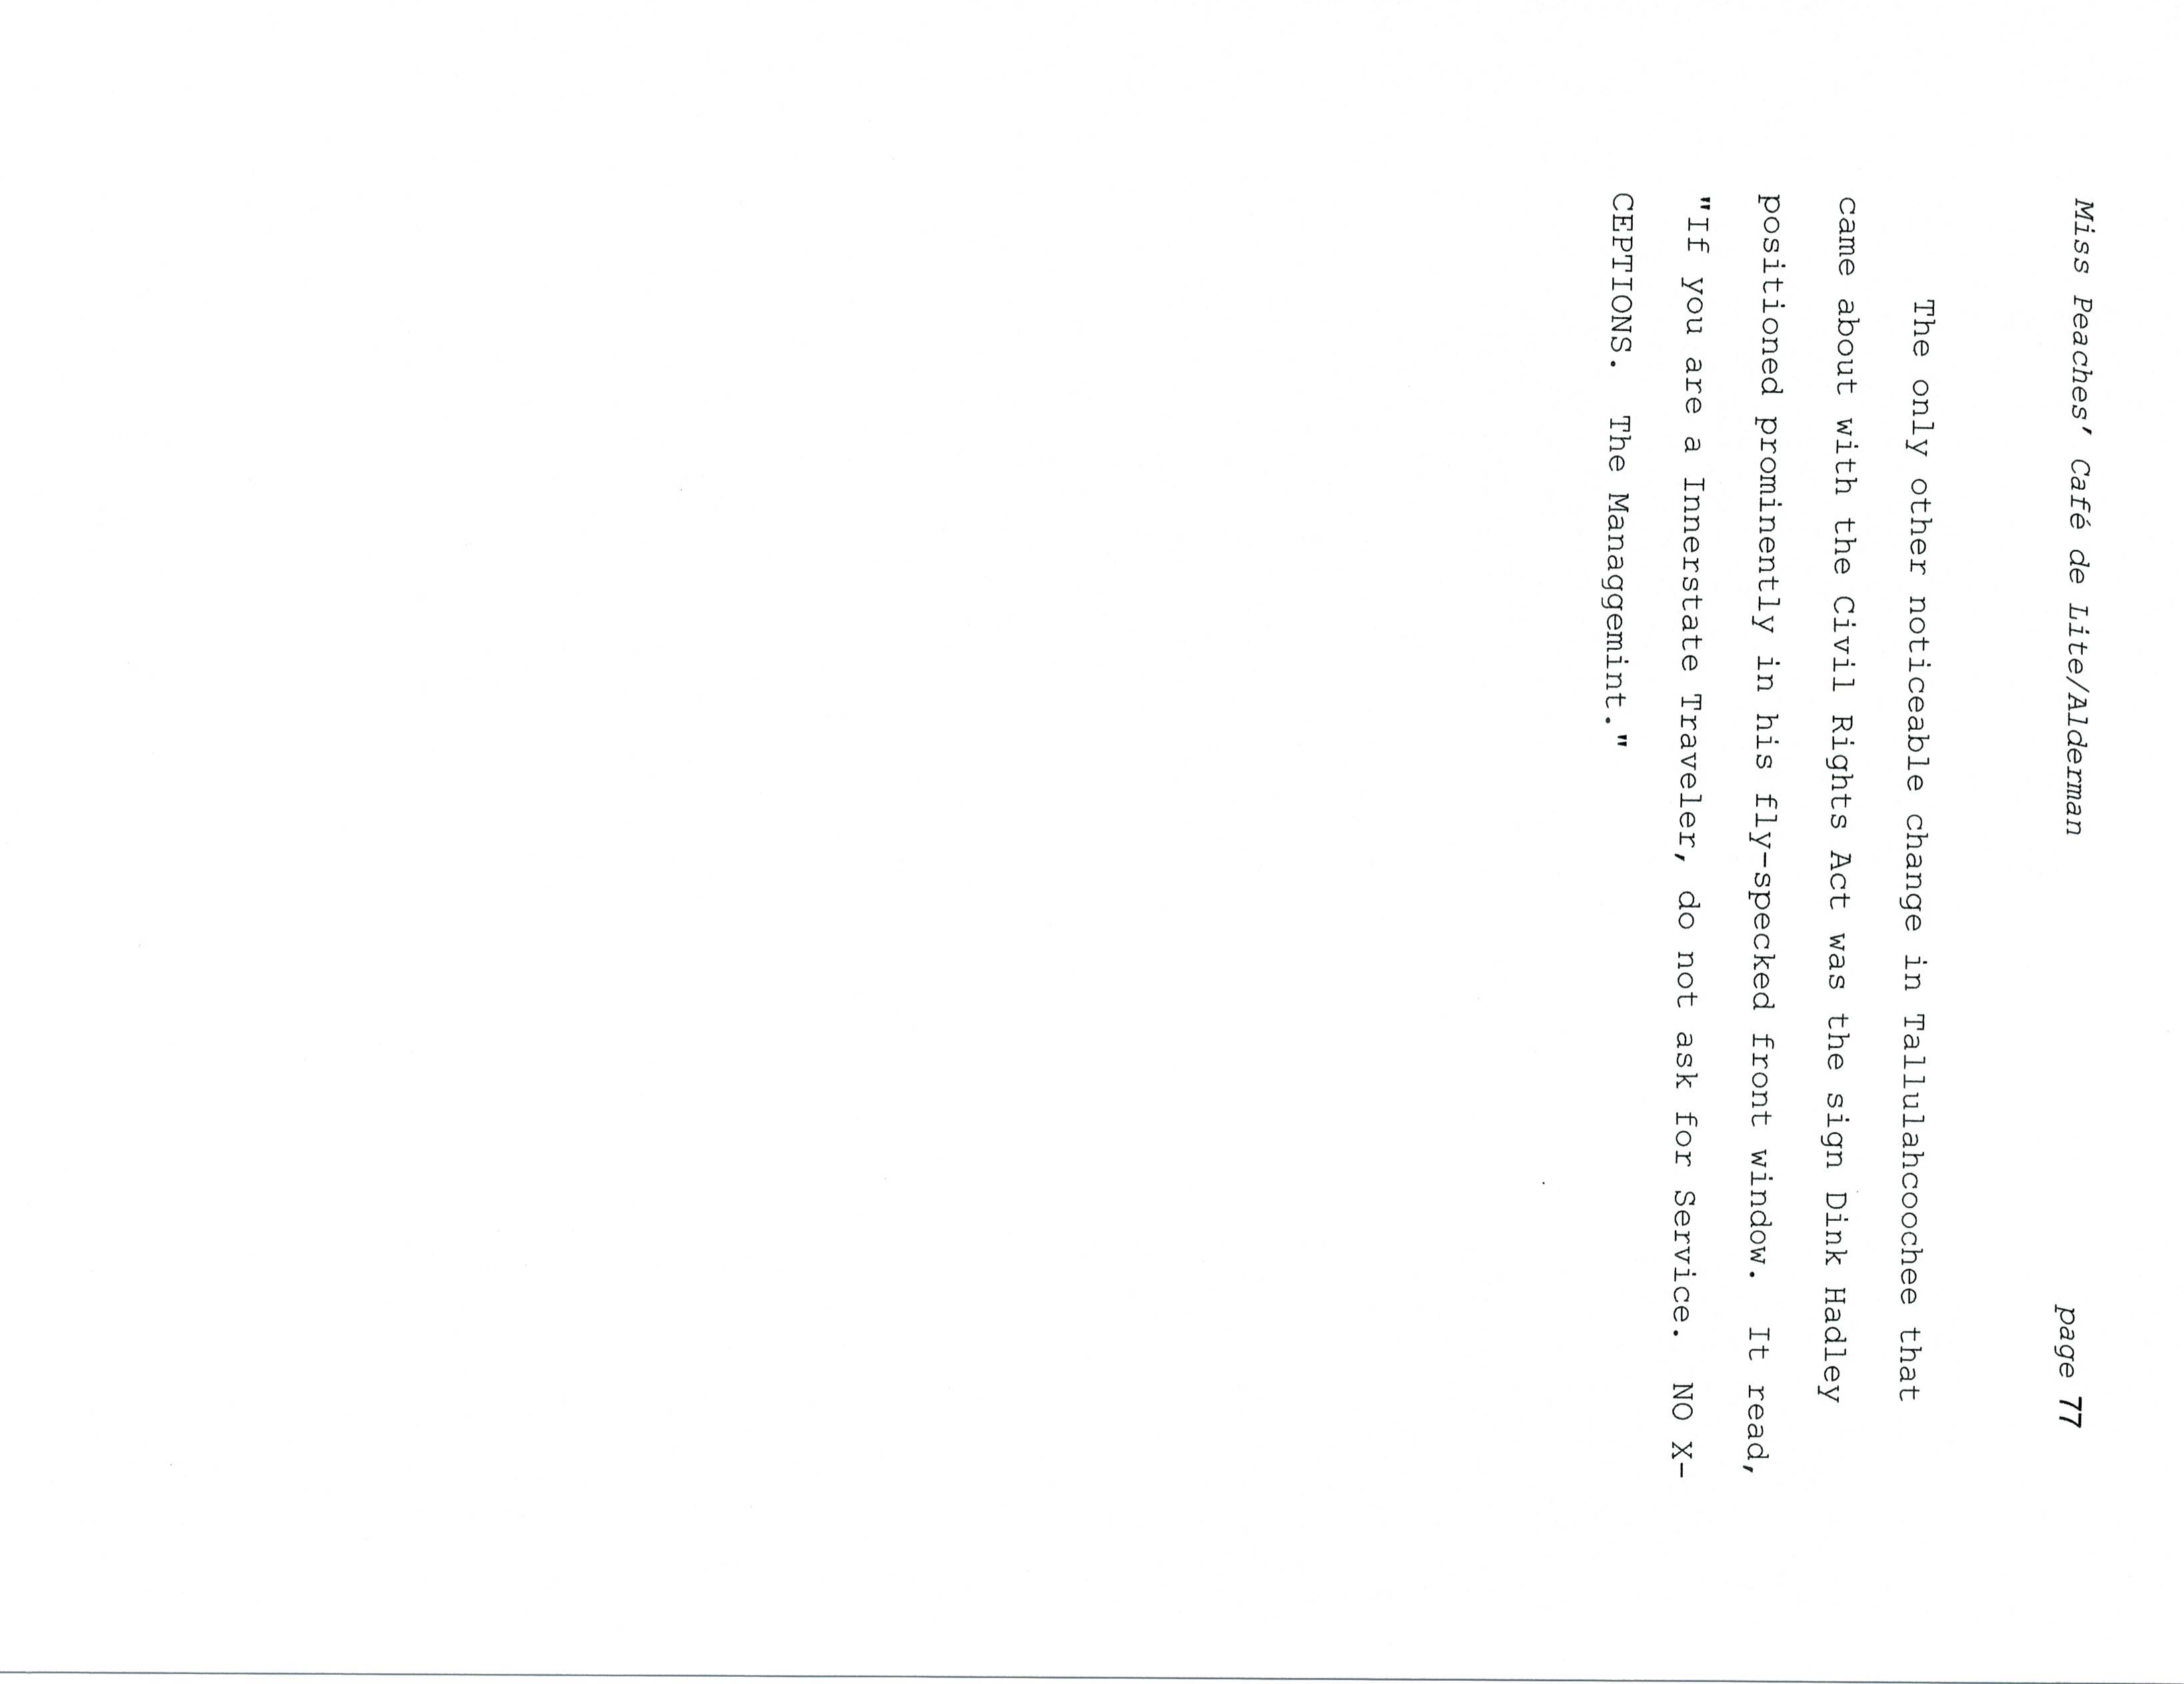 Miss Peaches' Café de Lite/Alderman page 77
The only other noticeable change in Tallulahcoochee that
came about with the Civil Rights Act was the sign Dink Hadley
positioned prominently in his fly-specked front window. It read,
"If you are a Innerstate Traveler, do not ask for Service. NO X-
CEPTIONS. The Managgemint."